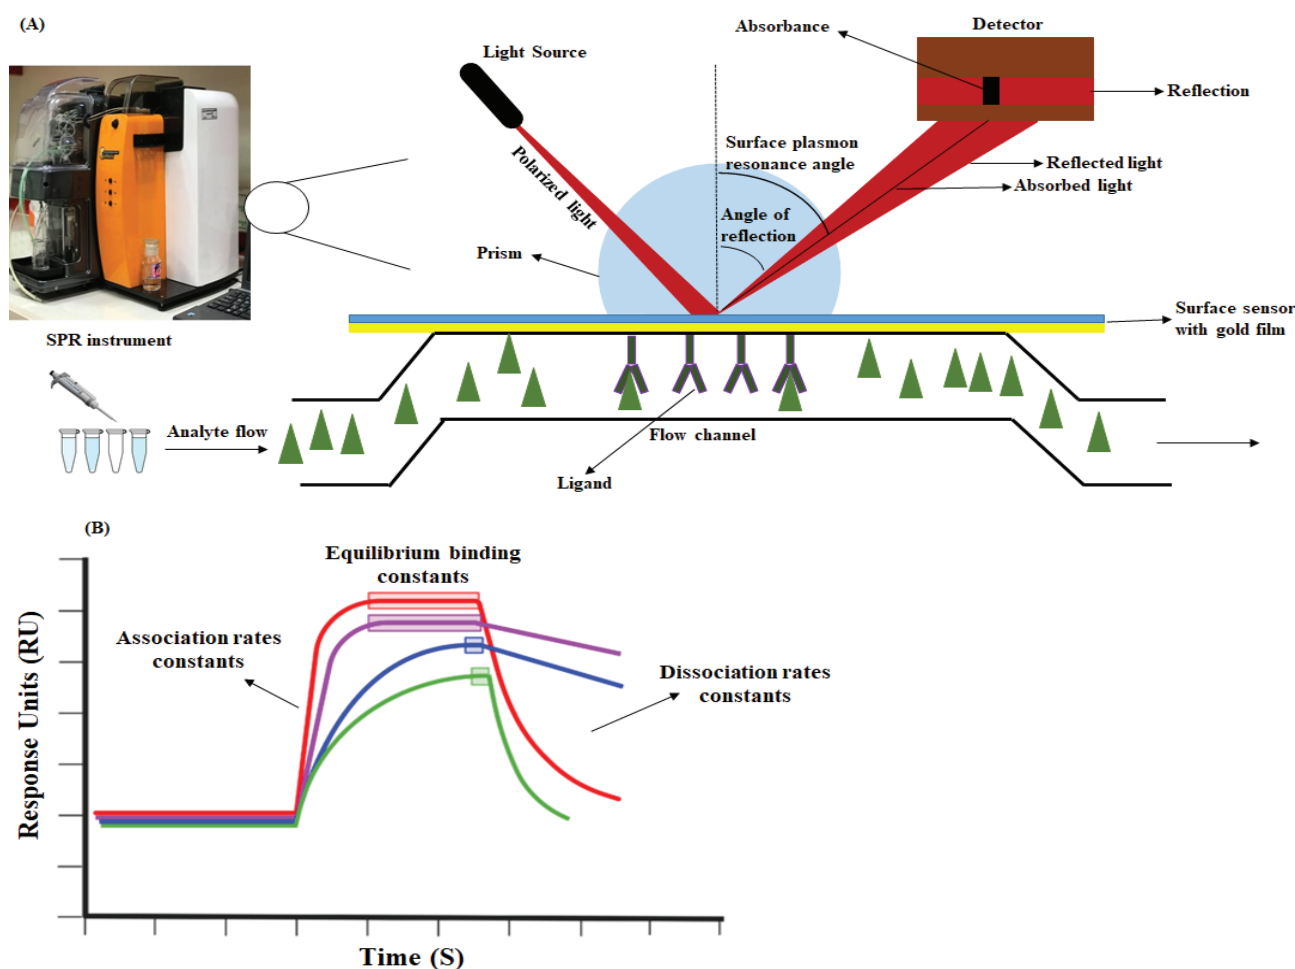 (A)
Light Source
Absorbance
Detector
Reflection
Surface plasmon
resonance angle
Reflected light
Absorbed light
Polarized light
Angle of
reflection
Prism
Surface sensor
with gold film
SPR instrument
Analyte flow
Flow channel
Ligand
(B)
Equilibrium binding
constants
Association rates
constants
Dissociation rates
constants
Response Units (RU)
Time (S)